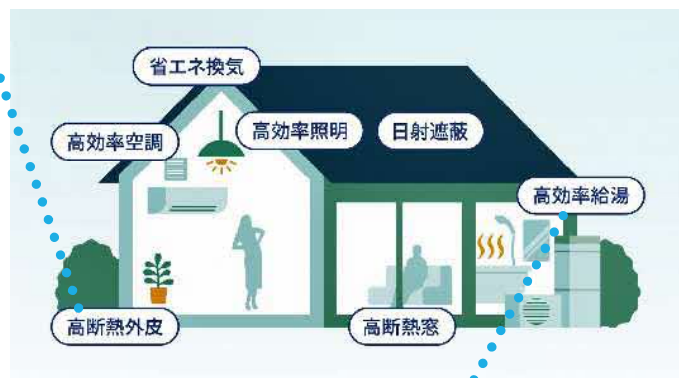 省エネ換気
高効率空調
高効率照明
日射遮蔽
高効率給湯
高断熱外皮
高断熱窓